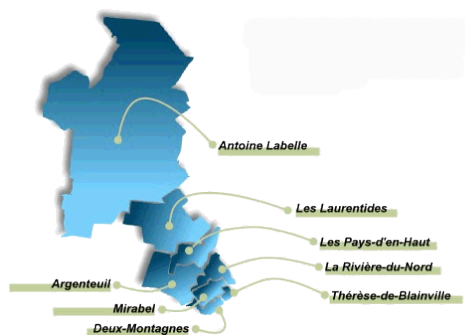 Antoine Labelle
Les Laurentides
Les Pays-d'en-Haut
La Rivière-du-Nord
Argenteuil
Thérèse-de-Blainville
Mirabel
Deux-Montagnes